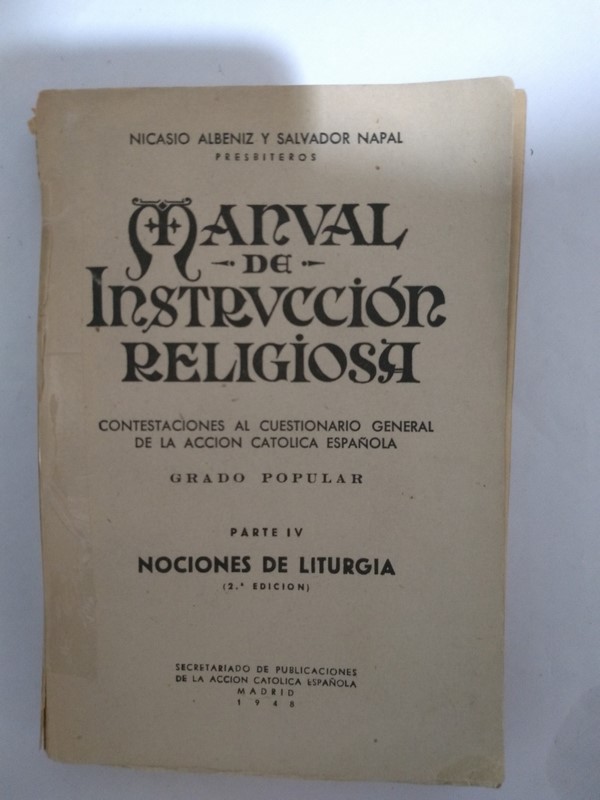 NICASIO ALBENIZ Y SALVADOR NAPAL
PRESBITEROS
MANVAL
DE
INSTRVCCIÓN
RELIGIOSA
CONTESTACIONES AL CUESTIONARIO GENERAL
DE LA ACCION CATOLICA ESPAÑOLA
GRADO POPULAR
PARTE IV
NOCIONES DE LITURGIA
(2.ª EDICION)
SECRETARIADO DE PUBLICACIONES
DE LA ACCION CATOLICA ESPAÑOLA
MADRID
1948